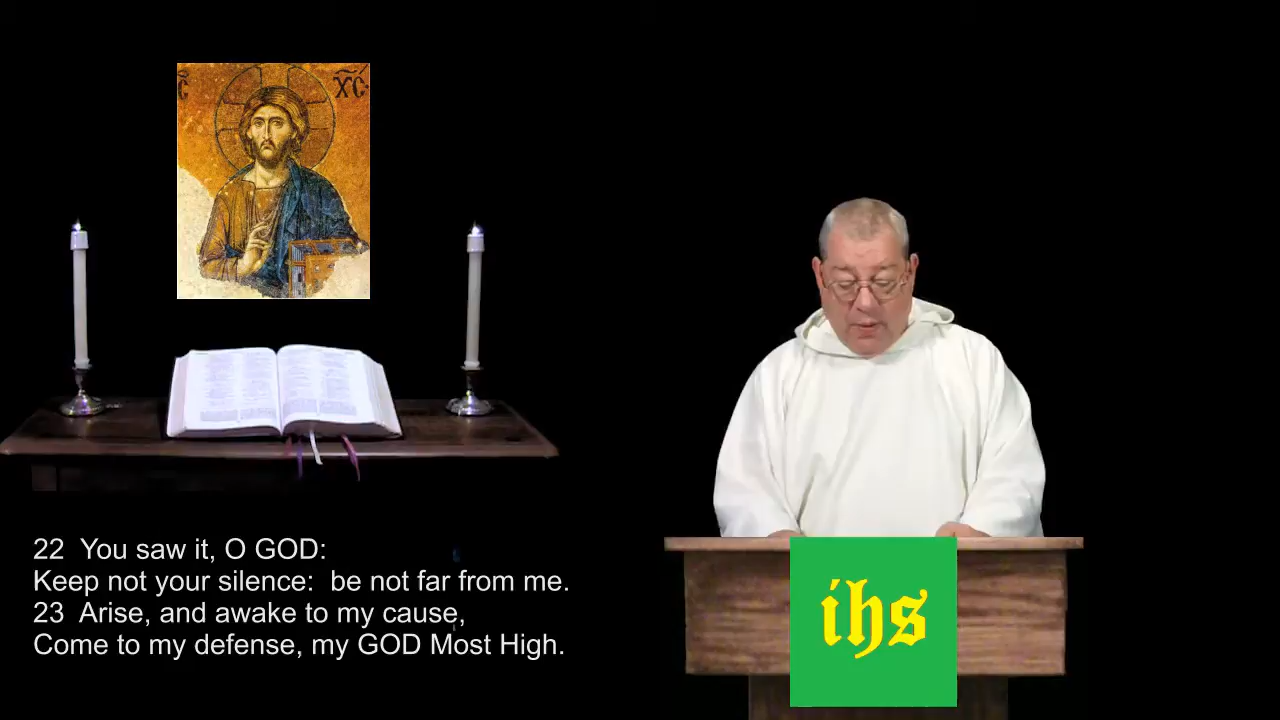 C
XC
22 You saw it, O GOD:
Keep not your silence: be not far from me.
23 Arise, and awake to my cause,
Come to my defense, my GOD Most High.
ihs